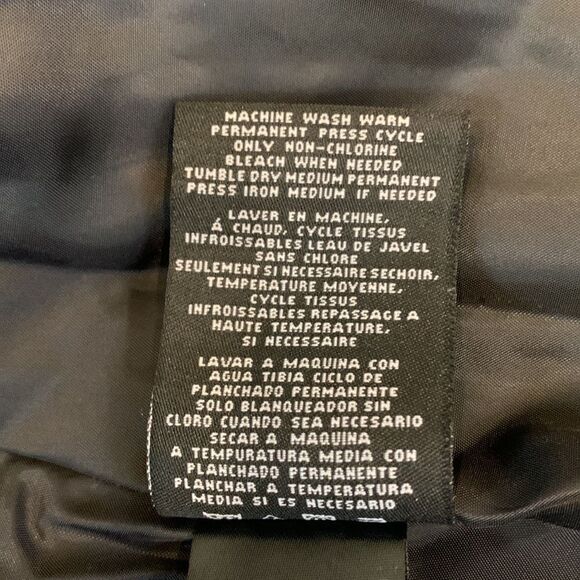 MACHINE WASH WARM
PERMANENT PRESS CYCLE
ONLY NON-CHLORINE
BLEACH WHEN NEEDED
TUMBLE DRY MEDIUM PERMANENT
PRESS IRON MEDIUM IF NEEDED
LAVER EN MACHINE,
Á CHAUD, CYCLE TISSUS
INFROISSABLES LEAU DE JAVEL
SANS CHLORE
SEULEMENT SI NECESSAIRE SECHOIR,
TEMPERATURE MOYENNE,
CYCLE TISSUS
INFROISSABLES REPASSAGE A
HAUTE TEMPERATURE,
SI NECESSAIRE
LAVAR A MAQUINA CON
AGUA TIBIA CICLO DE
PLANCHADO PERMANENTE
SOLO BLANQUEADOR SIN
CLORO CUANDO SEA NECESARIO
SECAR A MAQUINA
A TEMPURATURA MEDIA CON
PLANCHADO PERMANENTE
PLANCHAR A TEMPERATURA
MEDIA SI ES NECESARIO